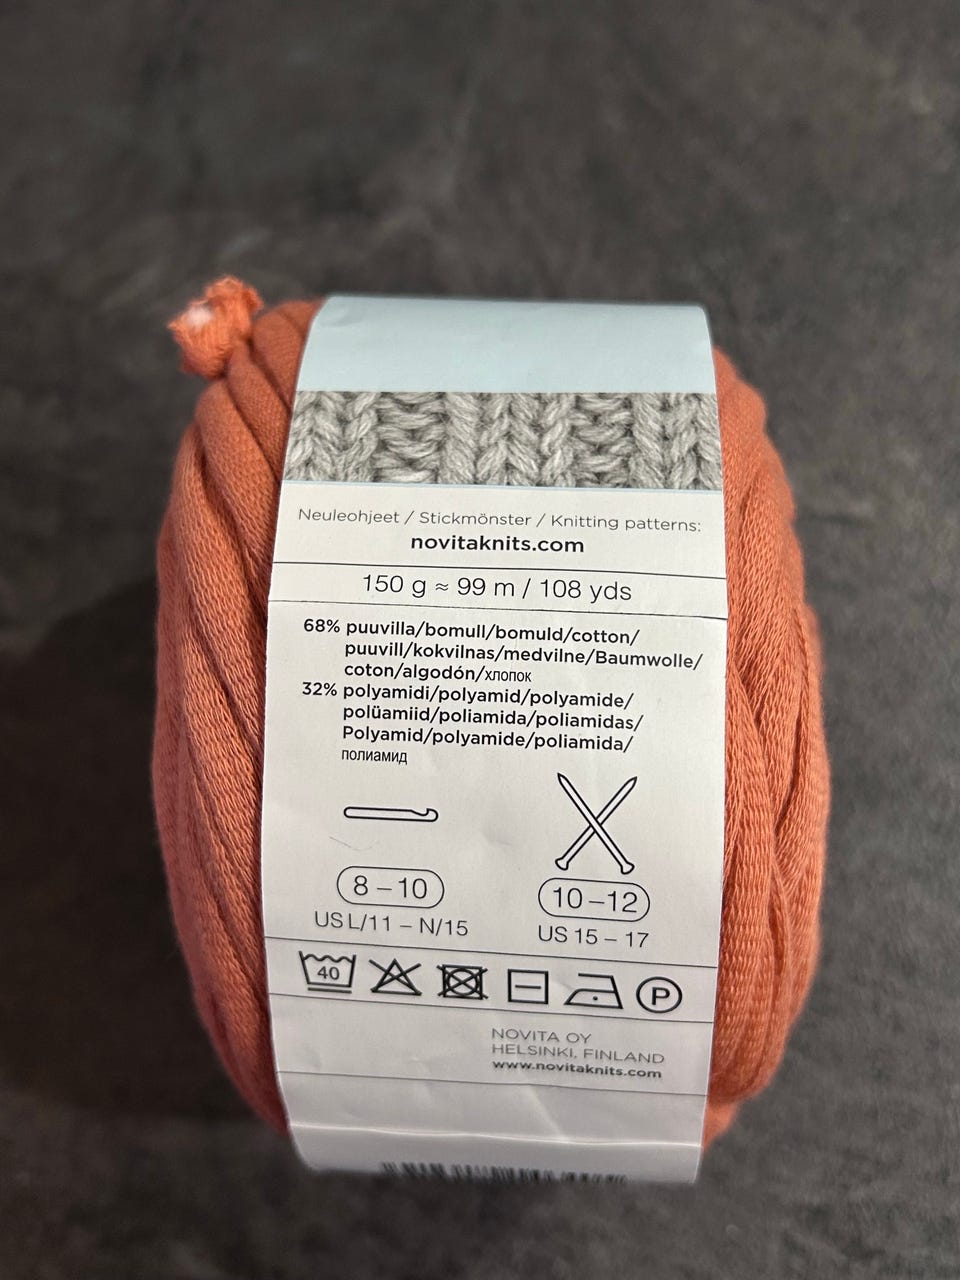 Neuleohjeet / Stickmönster / Knitting patterns:
novitaknits.com
150 g ≈ 99 m / 108 yds
68% puuvilla/bomull/bomuld/cotton/
puuvill/kokvilnas/medvilne/Baumwolle/
coton/algodón/хлопок
32% polyamidi/polyamid/polyamide/
polüamiid/poliamida/poliamidas/
Polyamid/polyamide/poliamida/
полиамид
8 – 10
US L/11 – N/15
10 –12
US 15 – 17
40
P
NOVITA OY
HELSINKI, FINLAND
www.novitaknits.com